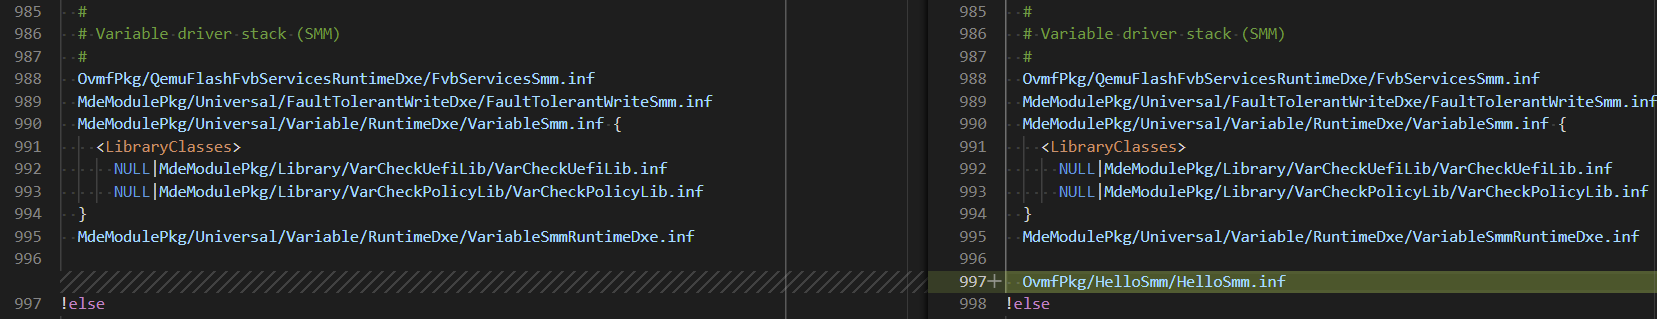 985 #
986 # Variable driver stack (SMM)
987 #
988 OvmfPkg/QemuFlashFvbServicesRuntimeDxe/FvbServicesSmm.inf
989 MdeModulePkg/Universal/FaultTolerantWriteDxe/FaultTolerantWriteSmm.inf
990 MdeModulePkg/Universal/Variable/RuntimeDxe/VariableSmm.inf {
991 <LibraryClasses>
992 NULL|MdeModulePkg/Library/VarCheckUefiLib/VarCheckUefiLib.inf
993 NULL|MdeModulePkg/Library/VarCheckPolicyLib/VarCheckPolicyLib.inf
994 }
995 MdeModulePkg/Universal/Variable/RuntimeDxe/VariableSmmRuntimeDxe.inf
996
997 !else
985 #
986 # Variable driver stack (SMM)
987 #
988 OvmfPkg/QemuFlashFvbServicesRuntimeDxe/FvbServicesSmm.inf
989 MdeModulePkg/Universal/FaultTolerantWriteDxe/FaultTolerantWriteSmm.inf
990 MdeModulePkg/Universal/Variable/RuntimeDxe/VariableSmm.inf {
991 <LibraryClasses>
992 NULL|MdeModulePkg/Library/VarCheckUefiLib/VarCheckUefiLib.inf
993 NULL|MdeModulePkg/Library/VarCheckPolicyLib/VarCheckPolicyLib.inf
994 }
995 MdeModulePkg/Universal/Variable/RuntimeDxe/VariableSmmRuntimeDxe.inf
996
997+ OvmfPkg/HelloSmm/HelloSmm.inf
998 !else